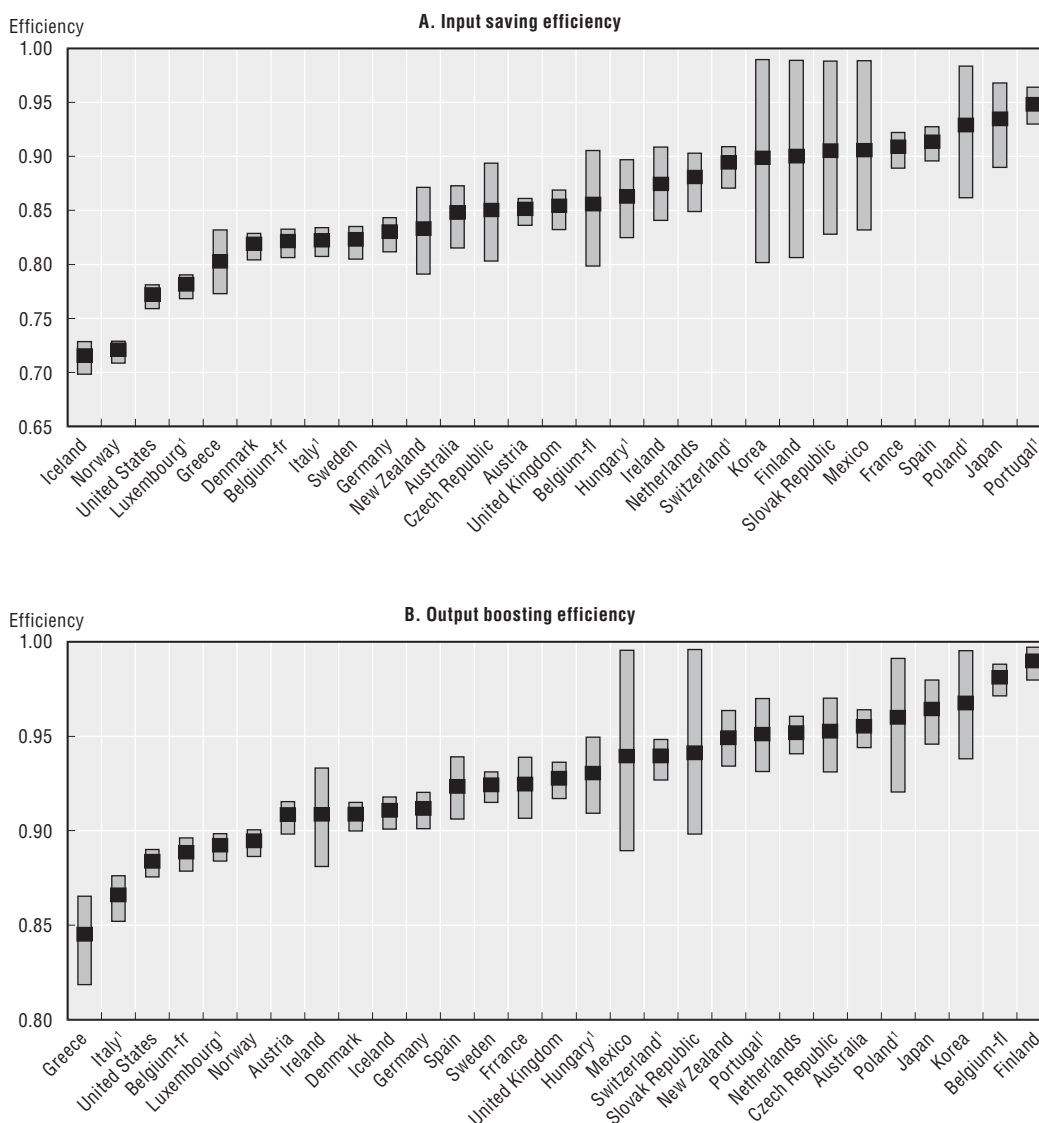 A. Input saving efficiency
Efficiency
1.00
0.95
0.90
0.85
0.80
0.75
0.70
0.65
Iceland
Norway
United States
Luxembourg¹
Greece
Denmark
Belgium-fr
Italy¹
Sweden
Germany
New Zealand
Australia
Czech Republic
Austria
United Kingdom
Belgium-fl
Hungary¹
Ireland
Netherlands
Switzerland¹
Korea
Finland
Slovak Republic
Mexico
France
Spain
Poland¹
Japan
Portugal¹
B. Output boosting efficiency
Efficiency
1.00
0.95
0.90
0.85
0.80
Greece
Italy¹
United States
Belgium-fr
Luxembourg¹
Norway
Austria
Ireland
Denmark
Iceland
Germany
Spain
Sweden
France
United Kingdom
Hungary¹
Mexico
Switzerland¹
Slovak Republic
New Zealand
Portugal¹
Netherlands
Czech Republic
Australia
Poland¹
Japan
Korea
Belgium-fl
Finland